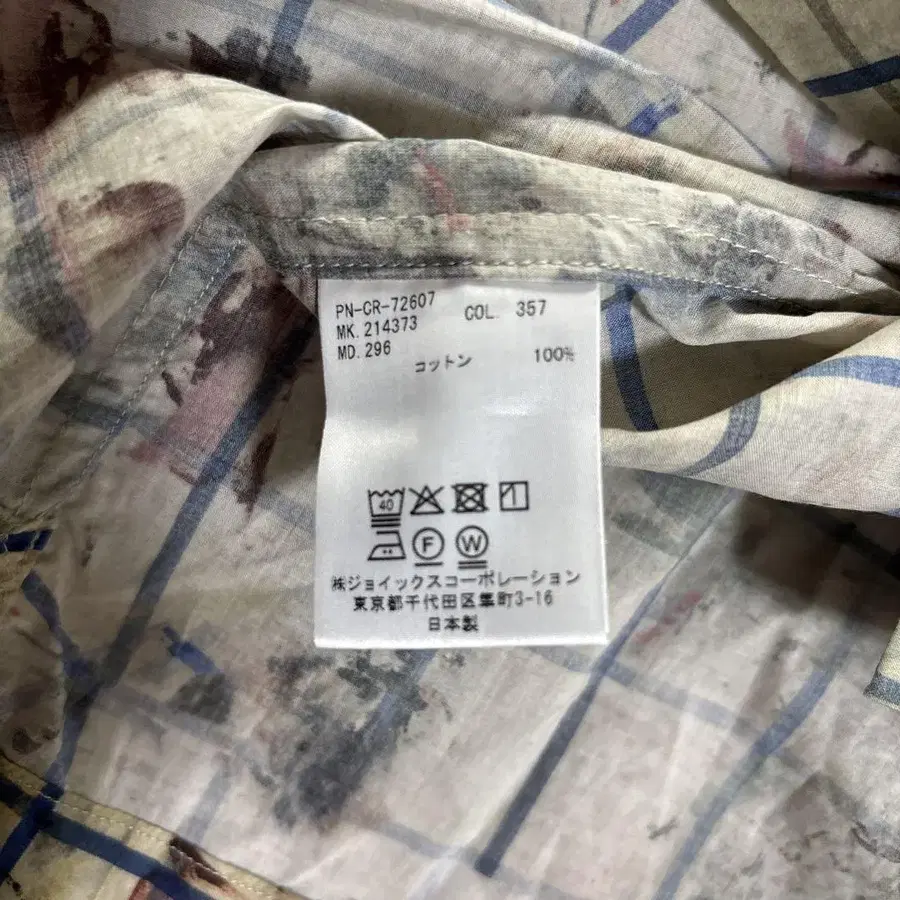 PN-CR-72607 COL. 357
MK. 214373
MD. 296
コットン 100%
40
F W
㈱ジョイックスコーポレーション
東京都千代田区隼町3-16
日本製